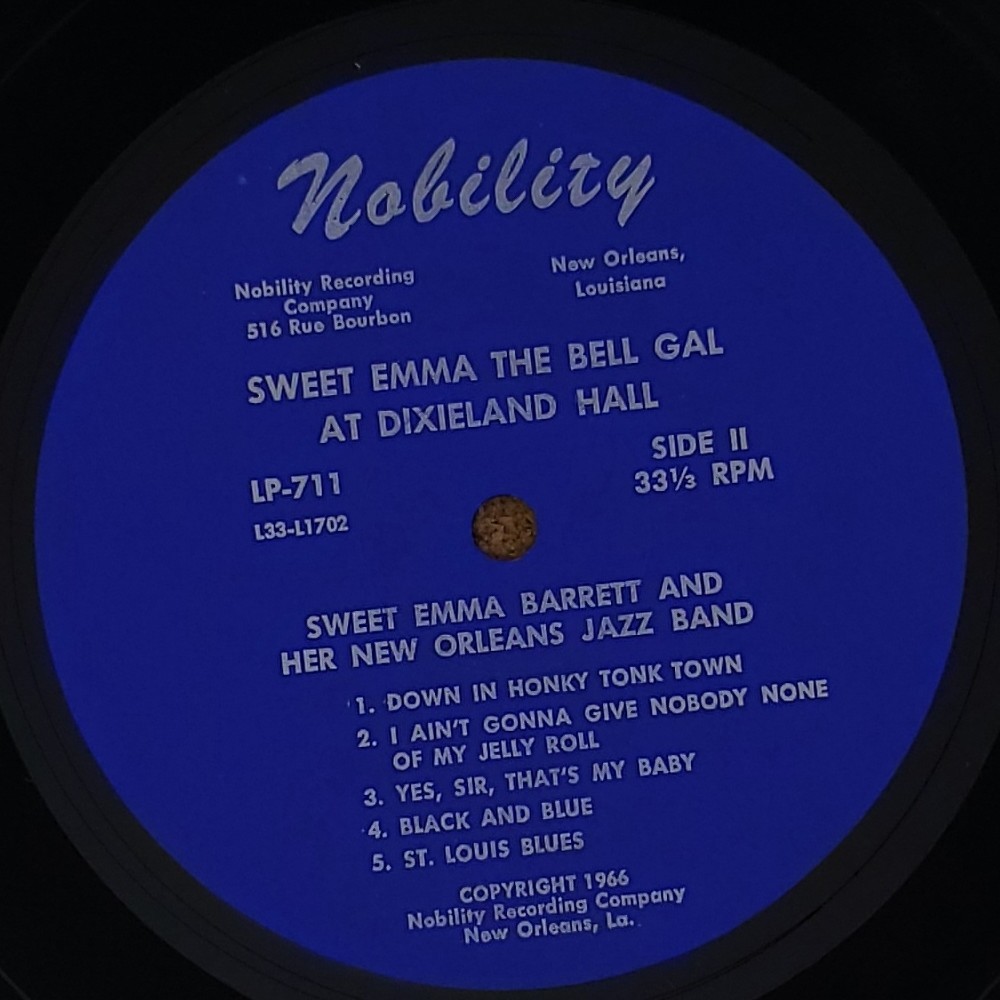 Nobility
Nobility Recording
Company
516 Rue Bourbon
New Orleans,
Louisiana
SWEET EMMA THE BELL GAL
AT DIXIELAND HALL
LP-711
L33-L1702
SIDE II
33⅓ RPM
SWEET EMMA BARRETT AND
HER NEW ORLEANS JAZZ BAND
1. DOWN IN HONKY TONK TOWN
2. I AIN'T GONNA GIVE NOBODY NONE
OF MY JELLY ROLL
3. YES, SIR, THAT'S MY BABY
4. BLACK AND BLUE
5. ST. LOUIS BLUES
COPYRIGHT 1966
Nobility Recording Company
New Orleans, La.